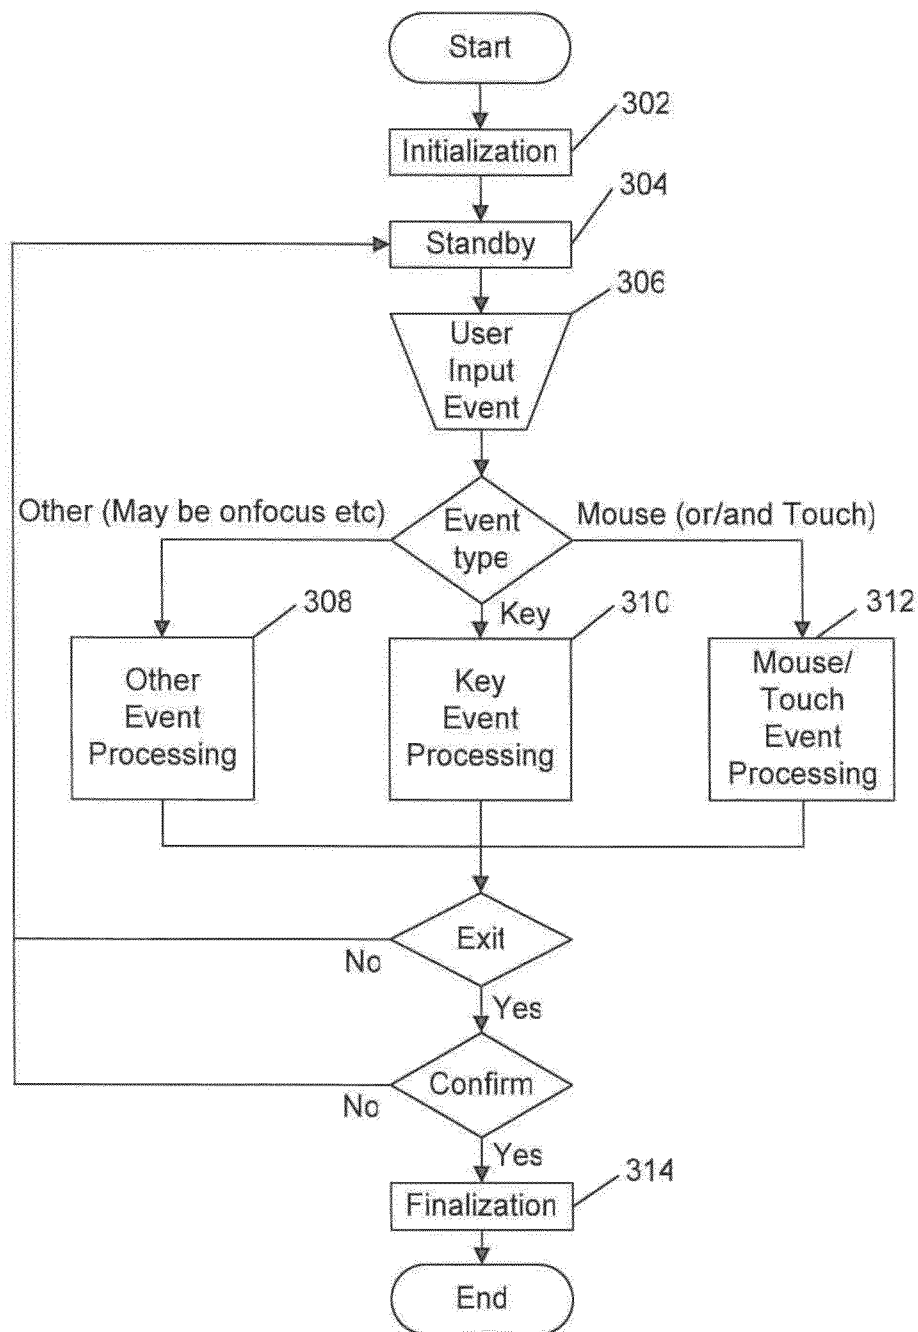 Start
302
Initialization
304
Standby
306
User
Input
Event
Other (May be onfocus etc)
Event
type
Mouse (or/and Touch)
308
Key
310
312
Other
Event
Processing
Key
Event
Processing
Mouse/
Touch
Event
Processing
Exit
No
Yes
Confirm
No
Yes
314
Finalization
End